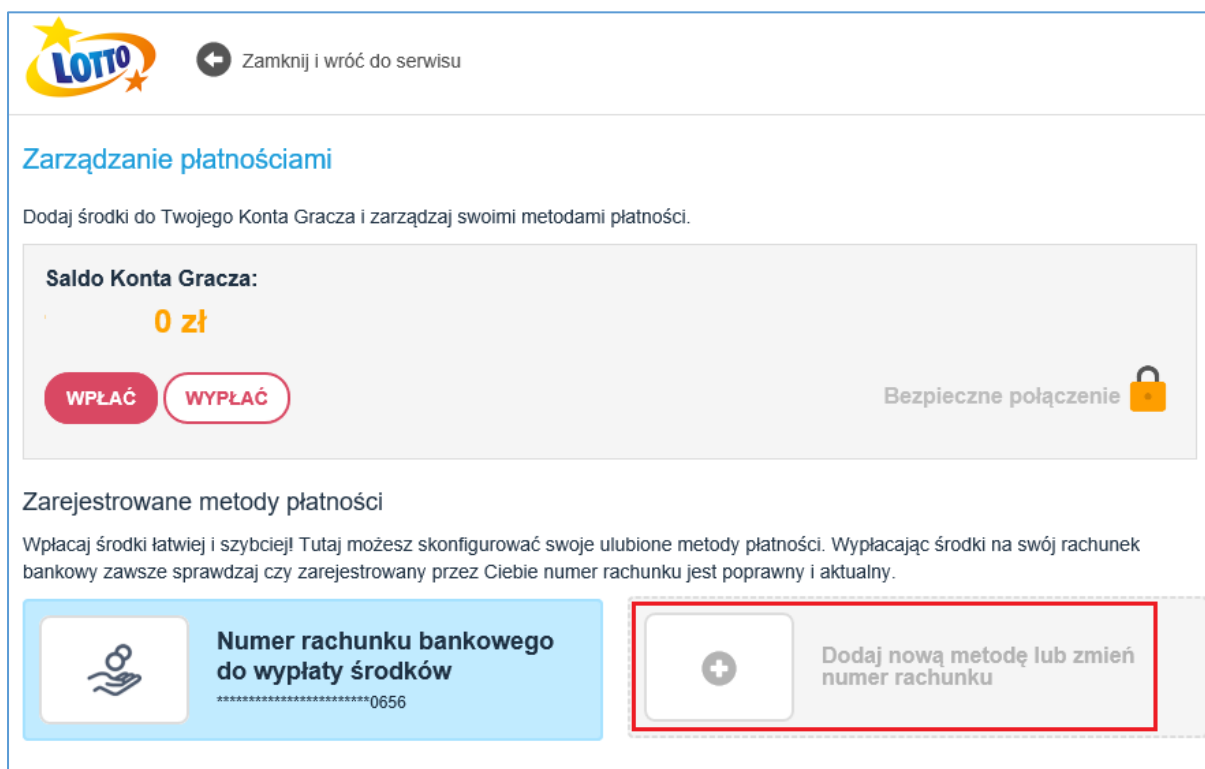 LOTTO
Zamknij i wróć do serwisu
Zarządzanie płatnościami
Dodaj środki do Twojego Konta Gracza i zarządzaj swoimi metodami płatności.
Saldo Konta Gracza:
0 zł
WPŁAĆ WYPŁAĆ
Bezpieczne połączenie
Zarejestrowane metody płatności
Wpłacaj środki łatwiej i szybciej! Tutaj możesz skonfigurować swoje ulubione metody płatności. Wypłacając środki na swój rachunek
bankowy zawsze sprawdzaj czy zarejestrowany przez Ciebie numer rachunku jest poprawny i aktualny.
Numer rachunku bankowego
do wypłaty środków
************************0656
Dodaj nową metodę lub zmień
numer rachunku